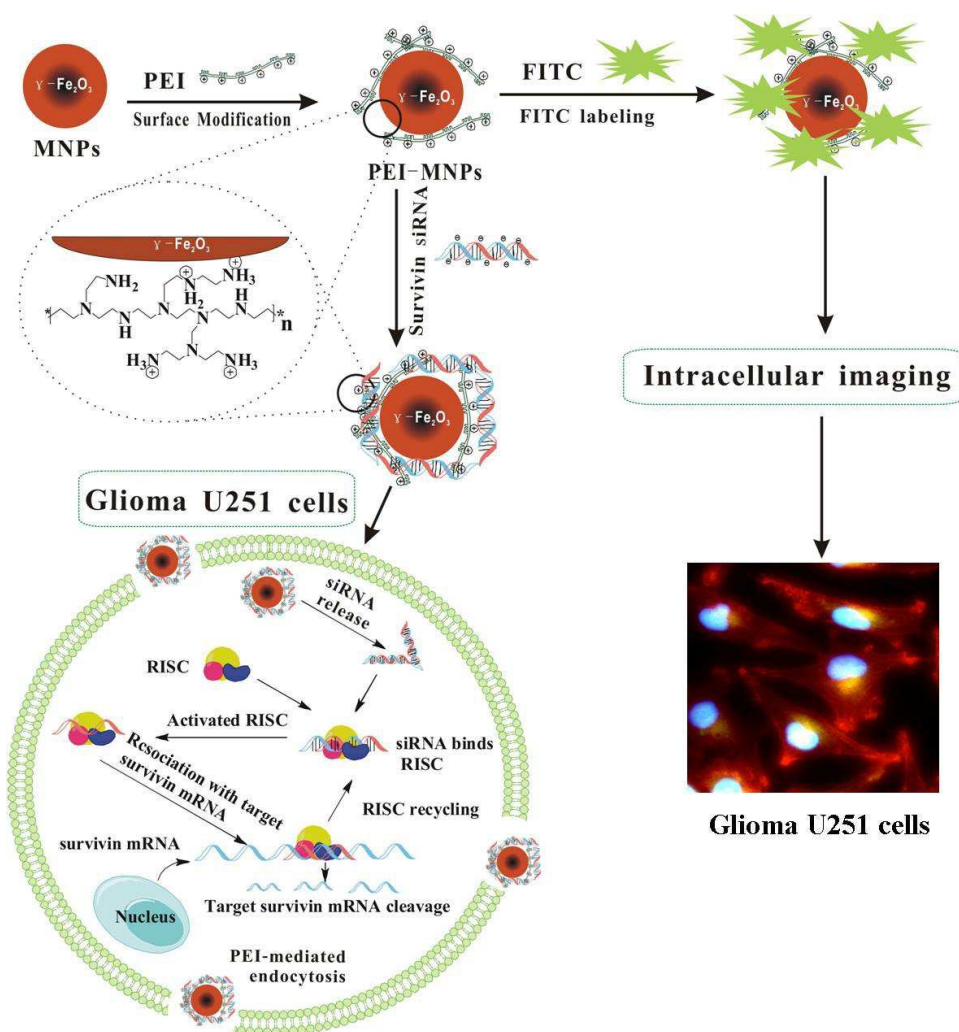 γ-Fe₂O₃
MNPs
PEI
Surface Modification
γ-Fe₂O₃
PEI-MNPs
FITC
FITC labeling
γ-Fe₂O₃
Survivin siRNA
γ-Fe₂O₃
NH₂
N
H₂
NH₃
N
N
N
H
N
H
N
N
H₃N
NH₃
*
*
n
γ-Fe₂O₃
Intracellular imaging
Glioma U251 cells
siRNA
release
RISC
Activated RISC
siRNA binds
RISC
Rcsociation with target
survivin mRNA
RISC recycling
survivin mRNA
Nucleus
Target survivin mRNA cleavage
PEI-mediated
endocytosis
Glioma U251 cells